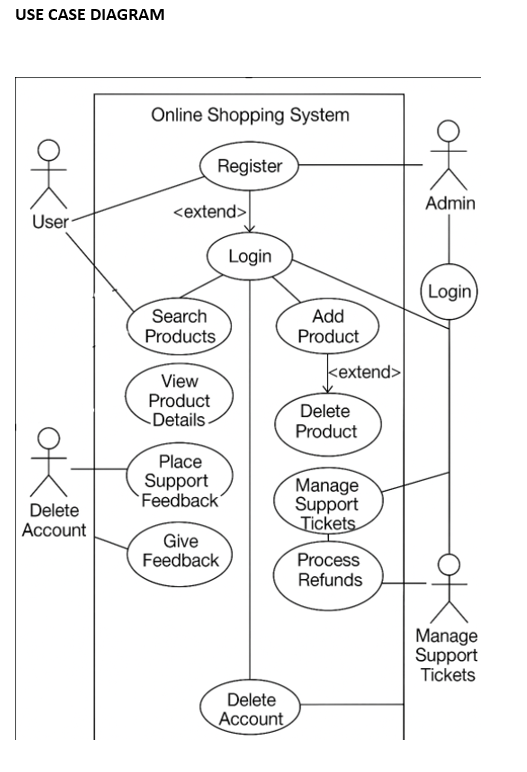 USE CASE DIAGRAM
Online Shopping System
Register
User
Admin
<extend>
Login
Login
Search
Products
Add
Product
View
Product
Details
<extend>
Delete
Product
Delete
Account
Place
Support
Feedback
Manage
Support
Tickets
Give
Feedback
Process
Refunds
Manage
Support
Tickets
Delete
Account